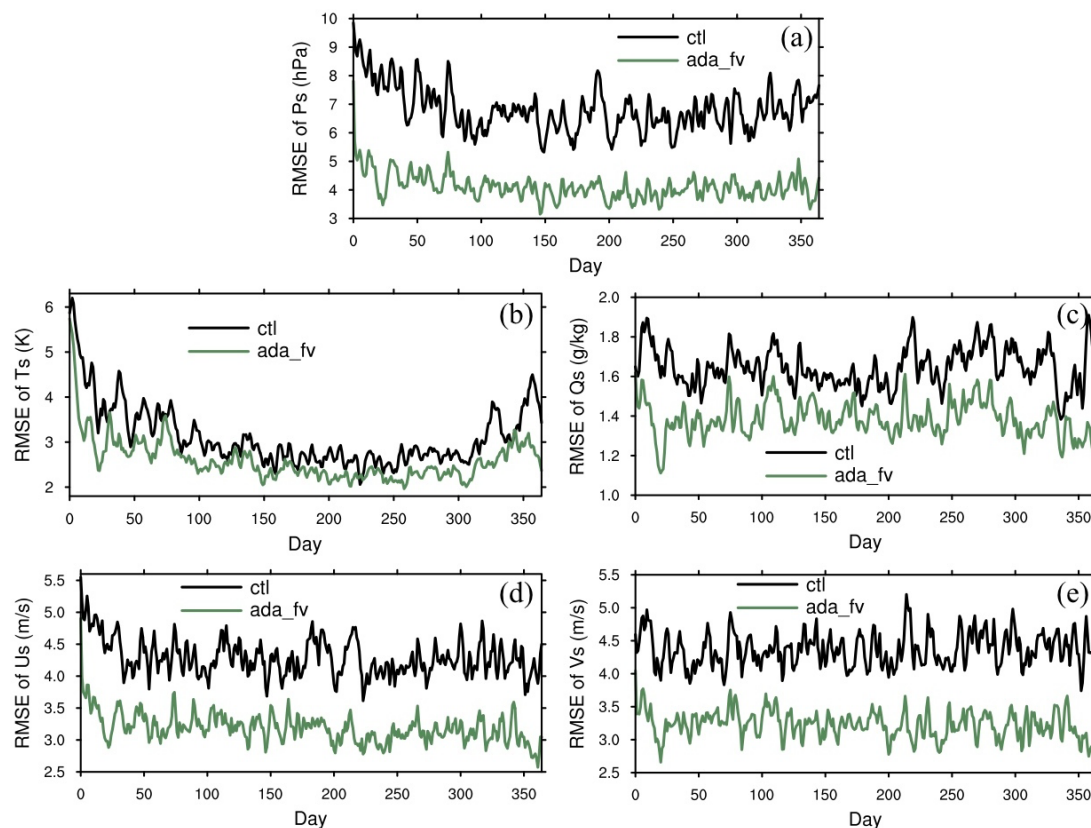 (a)
ctl
ada_fv
RMSE of Ps (hPa)
10
9
8
7
6
5
4
3
0 50 100 150 200 250 300 350
Day
(b)
ctl
ada_fv
RMSE of Ts (K)
6
5
4
3
2
0 50 100 150 200 250 300 350
Day
(c)
ctl
ada_fv
RMSE of Qs (g/kg)
2.0
1.8
1.6
1.4
1.2
1.0
0 50 100 150 200 250 300 350
Day
(d)
ctl
ada_fv
RMSE of Us (m/s)
5.5
5.0
4.5
4.0
3.5
3.0
2.5
0 50 100 150 200 250 300 350
Day
(e)
ctl
ada_fv
RMSE of Vs (m/s)
5.5
5.0
4.5
4.0
3.5
3.0
2.5
0 50 100 150 200 250 300 350
Day